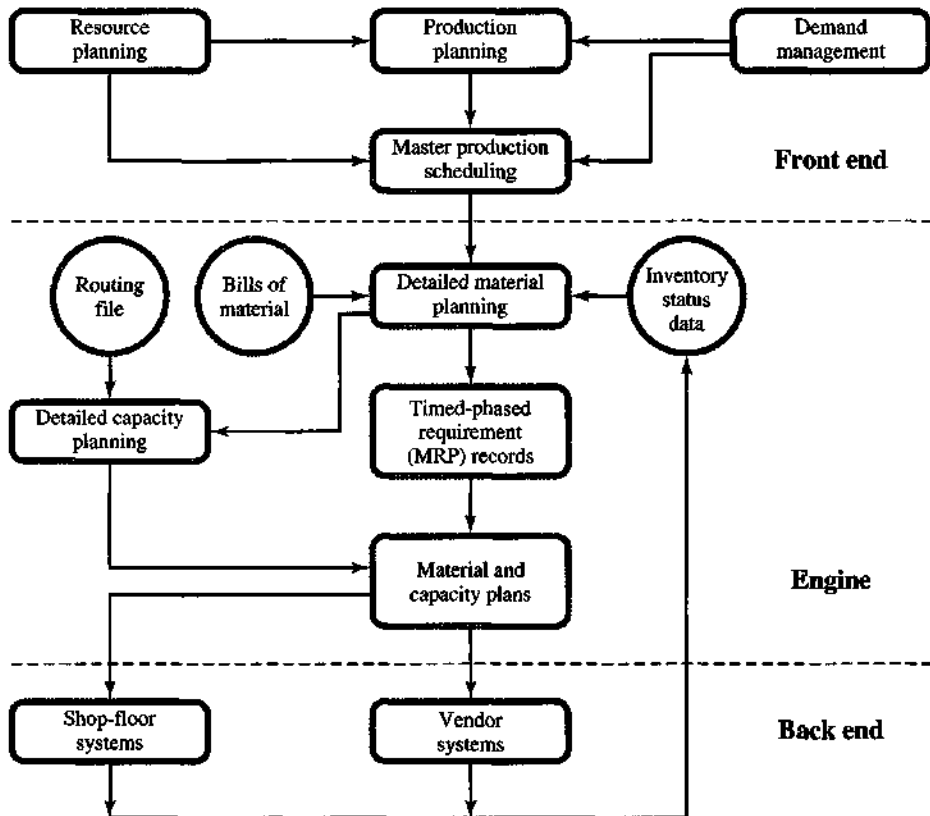 Resource
planning
Production
planning
Demand
management
Master production
scheduling
Front end
Routing
file
Bills of
material
Detailed material
planning
Inventory
status
data
Detailed capacity
planning
Timed-phased
requirement
(MRP) records
Material and
capacity plans
Engine
Shop-floor
systems
Vendor
systems
Back end